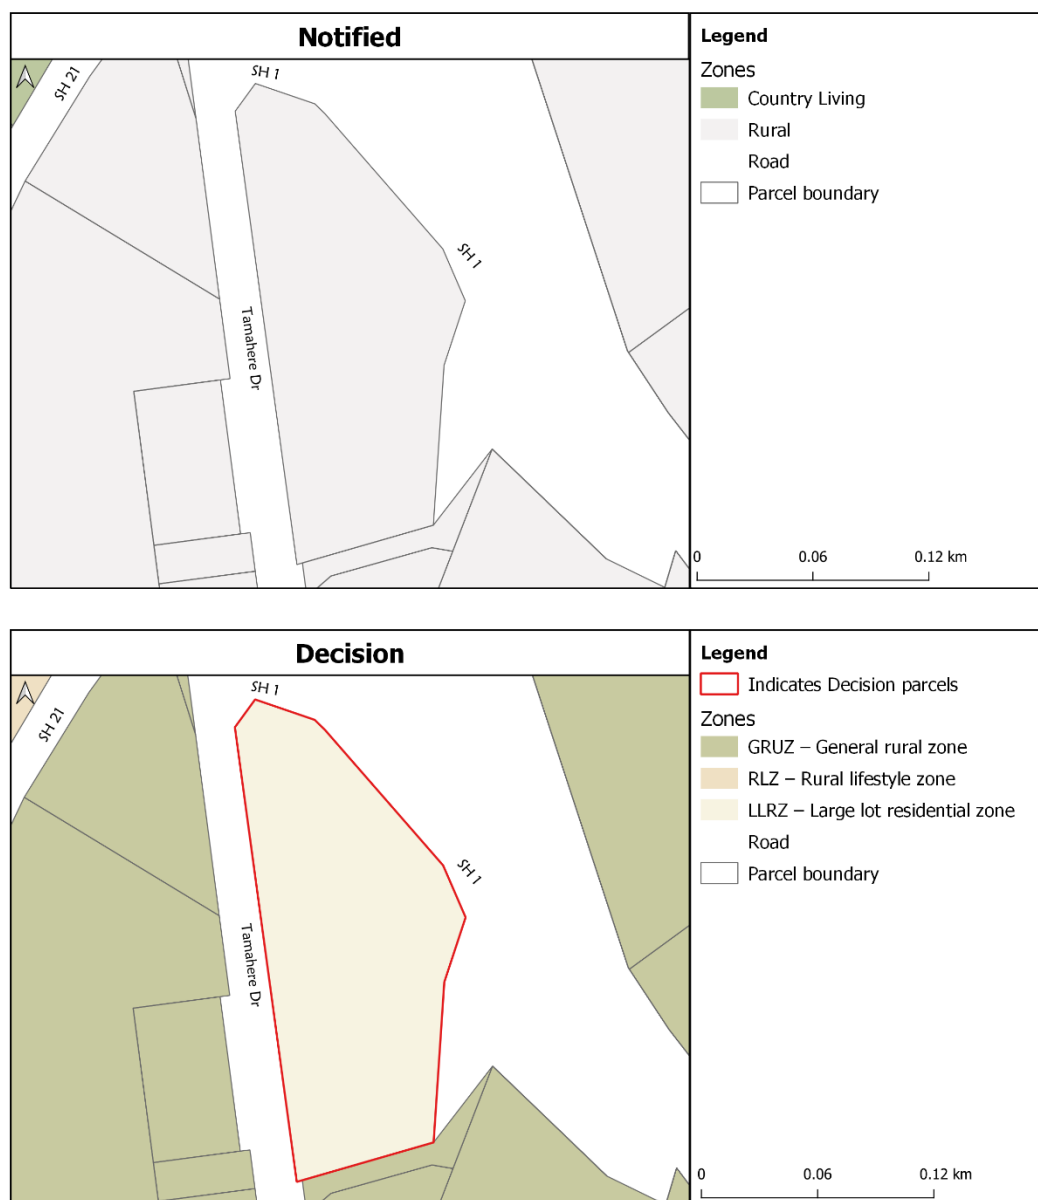 Notified
SH 21
SH 1
SH 1
Tamahere Dr
Legend
Zones
Country Living
Rural
Road
Parcel boundary
0 0.06 0.12 km
Decision
SH 21
SH 1
SH 1
Tamahere Dr
Legend
Indicates Decision parcels
Zones
GRUZ – General rural zone
RLZ – Rural lifestyle zone
LLRZ – Large lot residential zone
Road
Parcel boundary
0 0.06 0.12 km